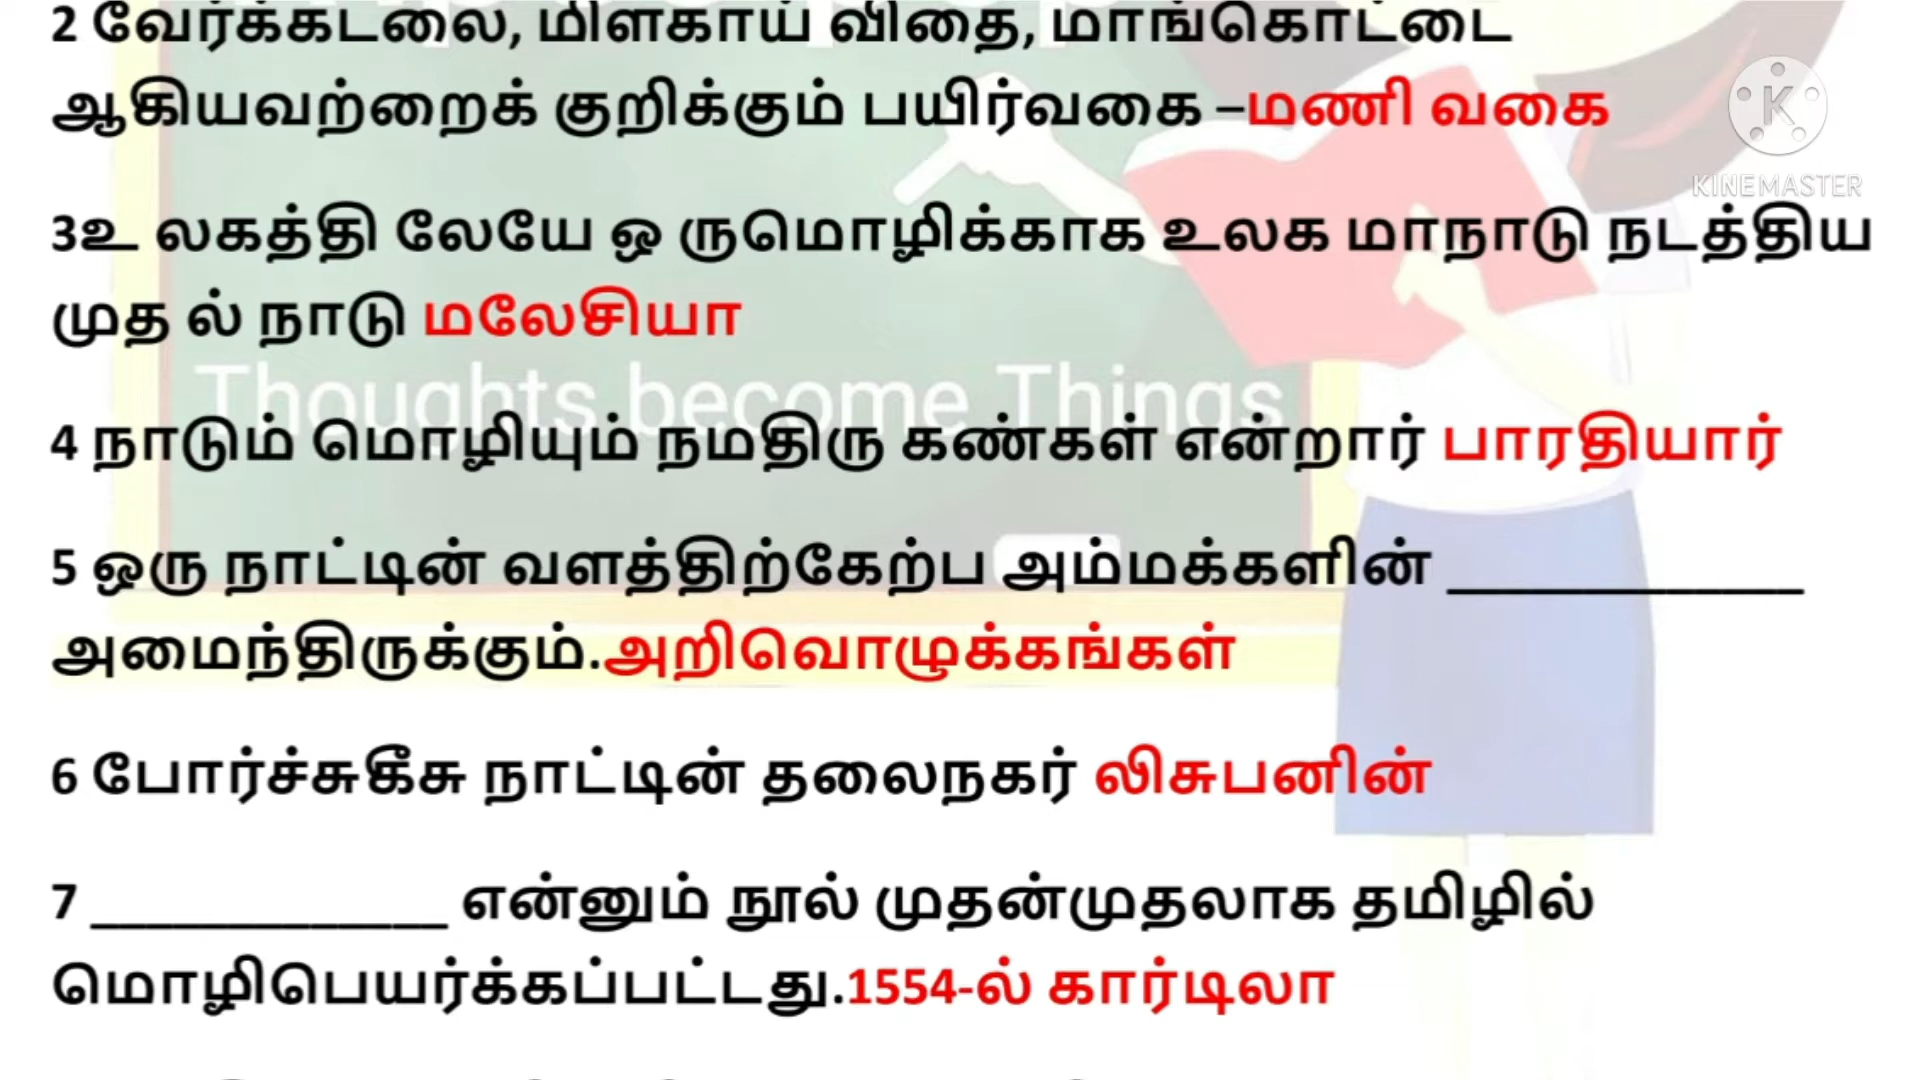 2 வேர்க்கடலை, மிளகாய் விதை, மாங்கொட்டை
ஆகியவற்றைக் குறிக்கும் பயிர்வகை –மணி வகை
KINEMASTER
3உ லகத்தி லேயே ஒ ருமொழிக்காக உலக மாநாடு நடத்திய
முத ல் நாடு மலேசியா
Thoughts become Things
4 நாடும் மொழியும் நமதிரு கண்கள் என்றார் பாரதியார்
5 ஒரு நாட்டின் வளத்திற்கேற்ப அம்மக்களின் ______________
அமைந்திருக்கும்.அறிவொழுக்கங்கள்
6 போர்ச்சுகீசு நாட்டின் தலைநகர் லிசுபனின்
7 ______________ என்னும் நூல் முதன்முதலாக தமிழில்
மொழிபெயர்க்கப்பட்டது.1554-ல் கார்டிலா